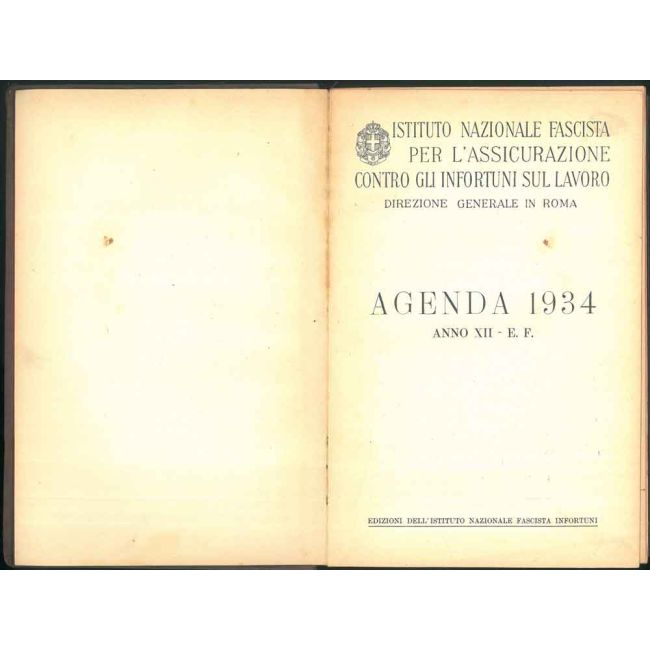 ISTITUTO NAZIONALE FASCISTA
PER L'ASSICURAZIONE
CONTRO GLI INFORTUNI SUL LAVORO
DIREZIONE GENERALE IN ROMA
AGENDA 1934
ANNO XII - E. F.
EDIZIONI DELL'ISTITUTO NAZIONALE FASCISTA INFORTUNI